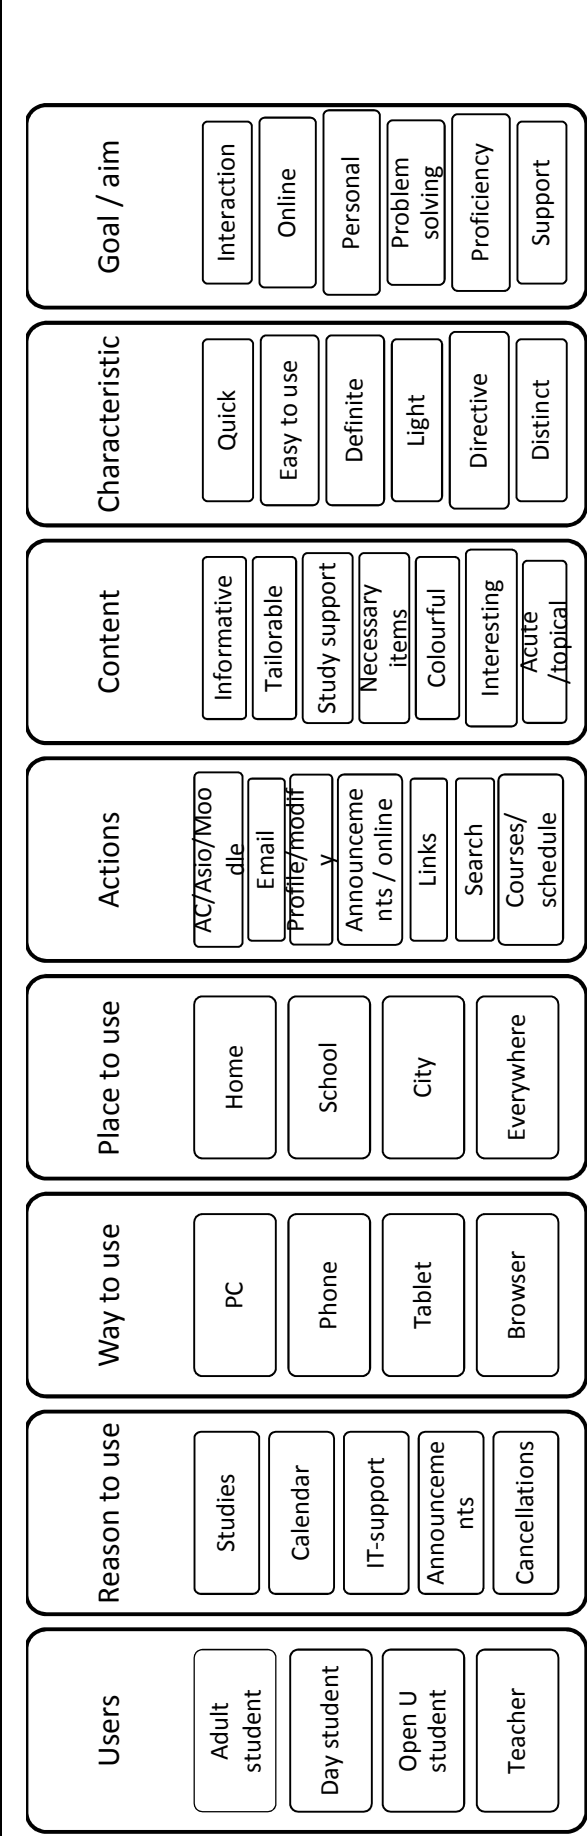 Users
Adult
student
Day student
Open U
student
Teacher
Reason to use
Studies
Calendar
IT-support
Announceme
nts
Cancellations
Way to use
PC
Phone
Tablet
Browser
Place to use
Home
School
City
Everywhere
Actions
AC/Asio/Moo
dle
Email
Profile/modif
y
Announceme
nts / online
Links
Search
Courses/
schedule
Content
Informative
Tailorable
Study support
Necessary
items
Colourful
Interesting
Acute
/topical
Characteristic
Quick
Easy to use
Definite
Light
Directive
Distinct
Goal / aim
Interaction
Online
Personal
Problem
solving
Proficiency
Support